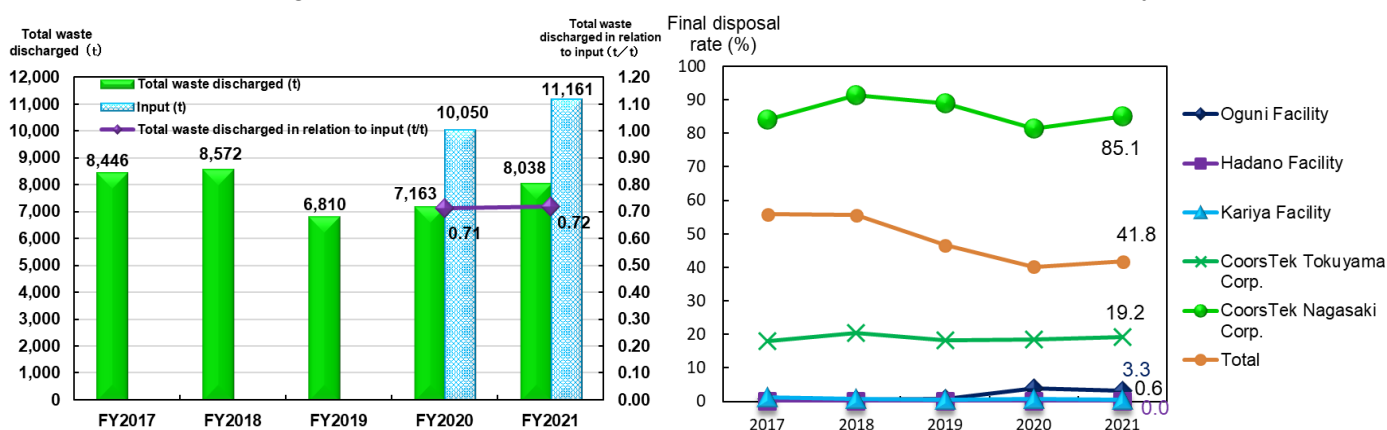 Total waste
discharged （t）
Total waste
discharged in relation
to input（t／t）
12,000
11,000
10,000
9,000
8,000
7,000
6,000
5,000
4,000
3,000
2,000
1,000
0
Total waste discharged (t)
Input (t)
Total waste discharged in relation to input (t/t)
8,446
8,572
6,810
7,163
10,050
0.71
8,038
11,161
0.72
1.20
1.10
1.00
0.90
0.80
0.70
0.60
0.50
0.40
0.30
0.20
0.10
0.00
FY2017
FY2018
FY2019
FY2020
FY2021
Final disposal
rate (%)
100
90
80
70
60
50
40
30
20
10
0
85.1
41.8
19.2
3.3
0.6
0.0
2017
2018
2019
2020
2021
Oguni Facility
Hadano Facility
Kariya Facility
CoorsTek Tokuyama
Corp.
CoorsTek Nagasaki
Corp.
Total